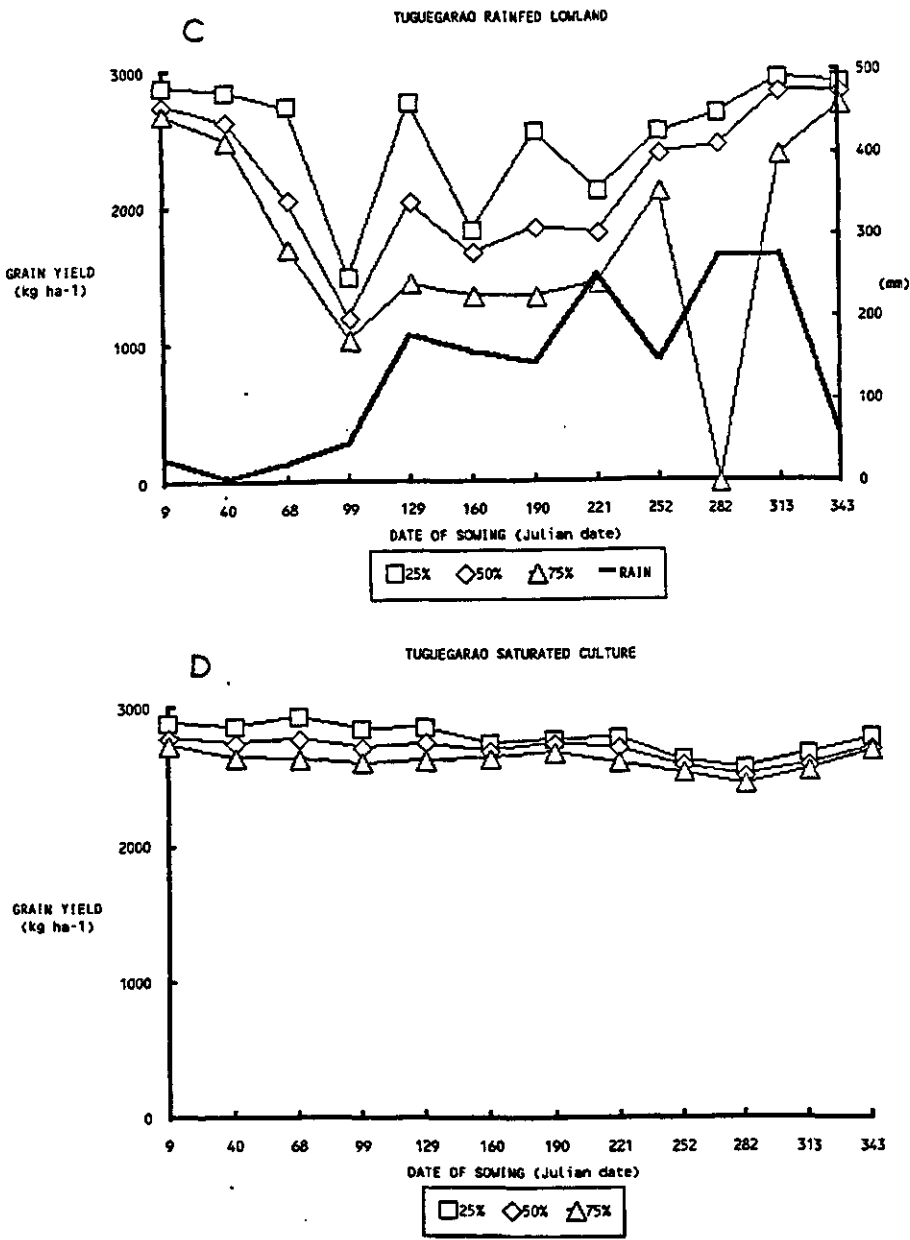 TUGUEGARAO RAINFED LOWLAND
C
3000
2000
1000
0
GRAIN YIELD
(kg ha-1)
500
400
300
200
100
0
(mm)
9 40 68 99 129 160 190 221 252 282 313 343
DATE OF SOWING (Julian date)
25% 50% 75% RAIN
TUGUEGARAO SATURATED CULTURE
D
3000
2000
1000
0
GRAIN YIELD
(kg ha-1)
9 40 68 99 129 160 190 221 252 282 313 343
DATE OF SOWING (Julian date)
25% 50% 75%